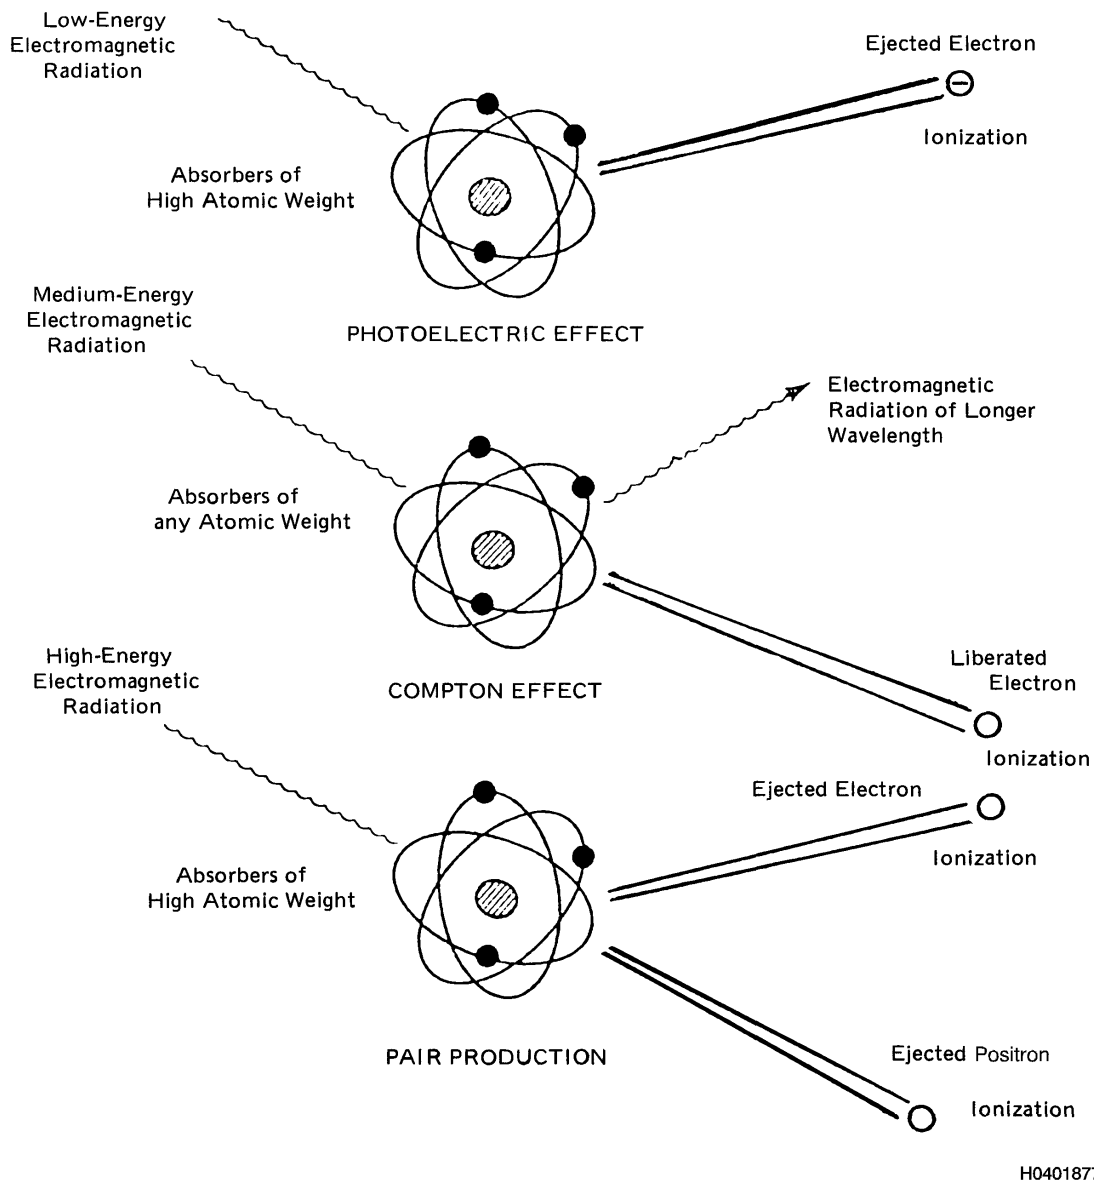 Low-Energy
Electromagnetic
Radiation
Ejected Electron
Ionization
Absorbers of
High Atomic Weight
PHOTOELECTRIC EFFECT
Medium-Energy
Electromagnetic
Radiation
Electromagnetic
Radiation of Longer
Wavelength
Absorbers of
any Atomic Weight
COMPTON EFFECT
Liberated
Electron
Ionization
High-Energy
Electromagnetic
Radiation
Ejected Electron
Ionization
Absorbers of
High Atomic Weight
PAIR PRODUCTION
Ejected Positron
Ionization
H0401877